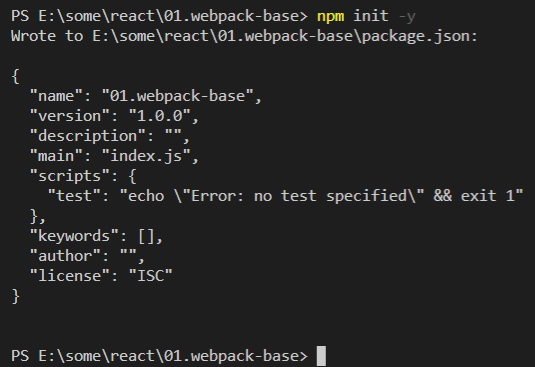 PS E:\some\react\01.webpack-base> npm init -y
Wrote to E:\some\react\01.webpack-base\package.json:
{
  "name": "01.webpack-base",
  "version": "1.0.0",
  "description": "",
  "main": "index.js",
  "scripts": {
    "test": "echo \"Error: no test specified\" && exit 1"
  },
  "keywords": [],
  "author": "",
  "license": "ISC"
}
PS E:\some\react\01.webpack-base>